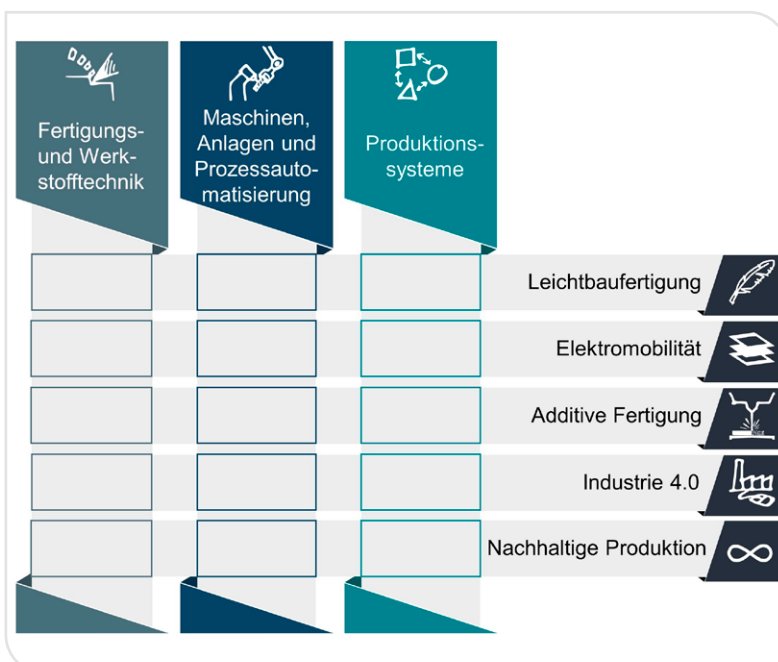 Fertigungs-
und Werk-
stofftechnik
Maschinen,
Anlagen und
Prozessauto-
matisierung
Produktions-
systeme
Leichtbaufertigung
Elektromobilität
Additive Fertigung
Industrie 4.0
Nachhaltige Produktion